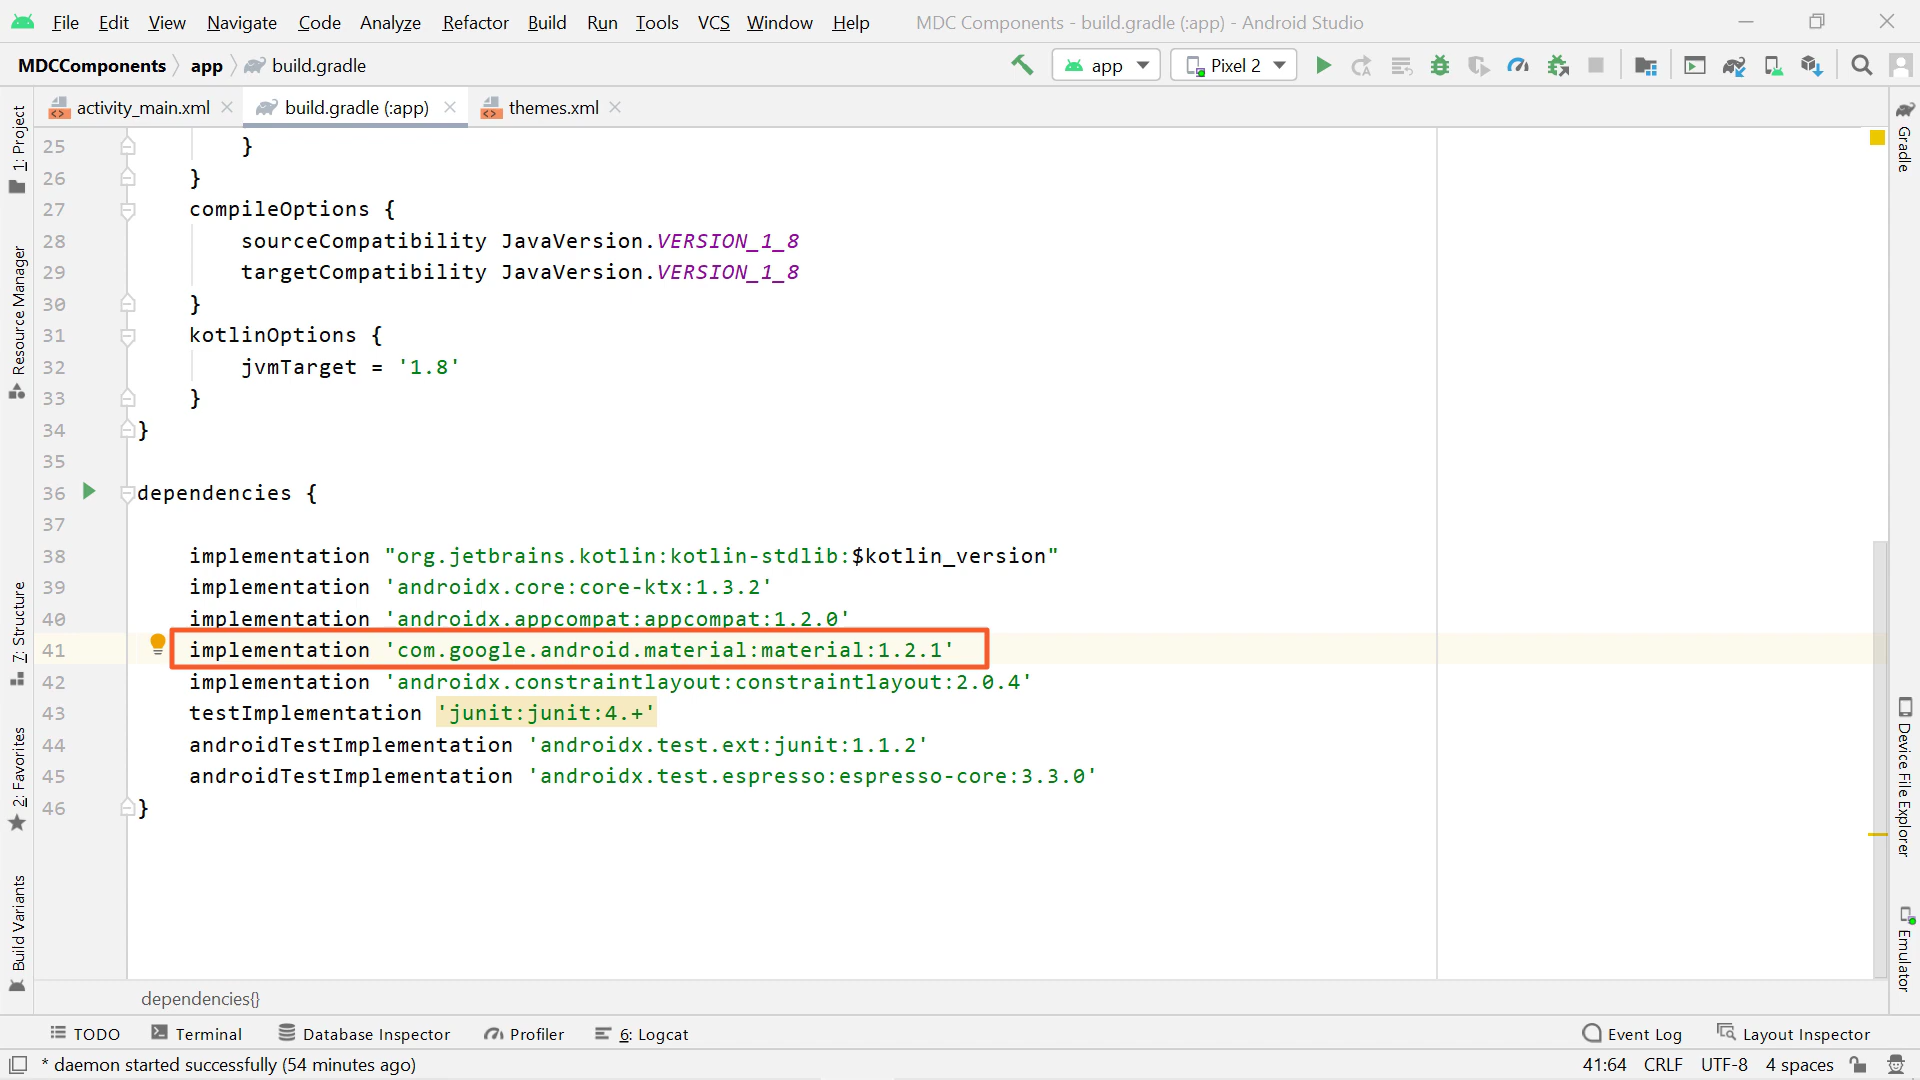 File Edit View Navigate Code Analyze Refactor Build Run Tools VCS Window Help MDC Components - build.gradle (:app) - Android Studio
MDCComponents app build.gradle app Pixel 2
activity_main.xml build.gradle (:app) themes.xml
25 }
26 }
27 compileOptions {
28 sourceCompatibility JavaVersion.VERSION_1_8
29 targetCompatibility JavaVersion.VERSION_1_8
30 }
31 kotlinOptions {
32 jvmTarget = '1.8'
33 }
34 }
35
36 dependencies {
37
38 implementation "org.jetbrains.kotlin:kotlin-stdlib:$kotlin_version"
39 implementation 'androidx.core:core-ktx:1.3.2'
40 implementation 'androidx.appcompat:appcompat:1.2.0'
41 implementation 'com.google.android.material:material:1.2.1'
42 implementation 'androidx.constraintlayout:constraintlayout:2.0.4'
43 testImplementation 'junit:junit:4.+'
44 androidTestImplementation 'androidx.test.ext:junit:1.1.2'
45 androidTestImplementation 'androidx.test.espresso:espresso-core:3.3.0'
46 }
dependencies{}
1: Project
Resource Manager
7: Structure
2: Favorites
Build Variants
Gradle
Device File Explorer
Emulator
TODO Terminal Database Inspector Profiler 6: Logcat Event Log Layout Inspector
* daemon started successfully (54 minutes ago) 41:64 CRLF UTF-8 4 spaces